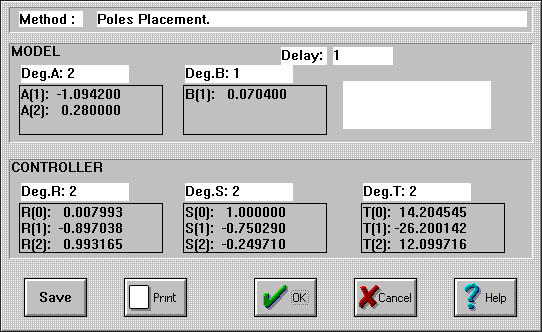 Method : Poles Placement.
MODEL
Delay: 1
Deg.A: 2 Deg.B: 1
A(1): -1.094200 B(1): 0.070400
A(2): 0.280000
CONTROLLER
Deg.R: 2 Deg.S: 2 Deg.T: 2
R(0): 0.007993 S(0): 1.000000 T(0): 14.204545
R(1): -0.897038 S(1): -0.750290 T(1): -26.200142
R(2): 0.993165 S(2): -0.249710 T(2): 12.099716
Save Print OK Cancel Help